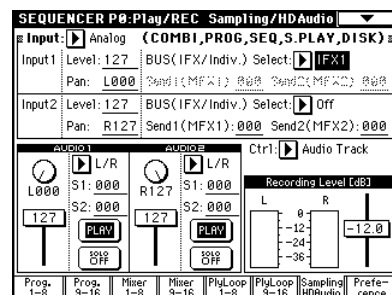 SEQUENCER P0:Play/REC Sampling/HDAudio
Input: Analog (COMBI,PROG,SEQ,S.PLAY,DISK)
Input1 Level: 127 BUS(IFX/Indiv.) Select: IFX1
Pan: L000 Send1(MFX1): 000 Send2(MFX2): 000
Input2 Level: 127 BUS(IFX/Indiv.) Select: Off
Pan: R127 Send1(MFX1): 000 Send2(MFX2): 000
AUDIO1 AUDIO2 Ctrl: Audio Track
L/R L/R
L000 S1: 000 R127 S1: 000
Recording Level [dB]
S2: 000 S2: 000
L R
127 PLAY 127 PLAY
0
-12
-24
-36
-12.0
SOLO OFF SOLO OFF
Prog. 1-8 Prog. 9-16 Mixer 1-8 Mixer 9-16 PlyLoop 1-8 PlyLoop 9-16 Sampling HDAudio Preference